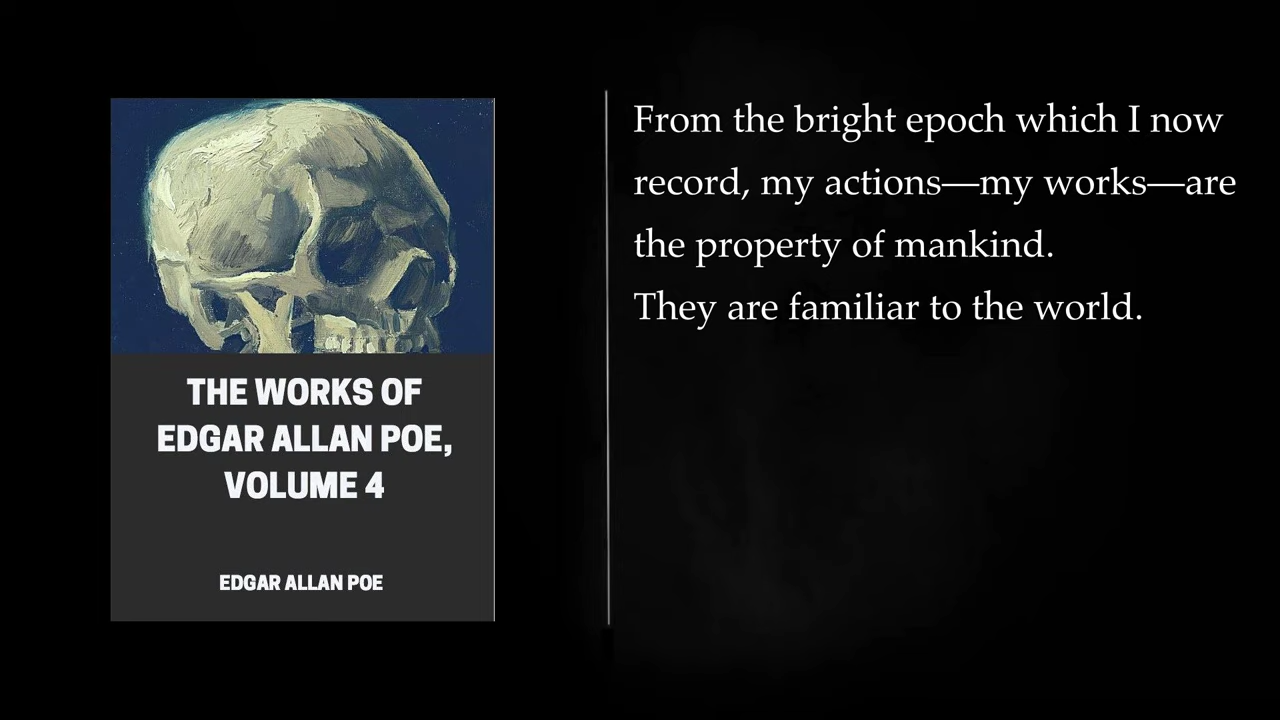 THE WORKS OF
EDGAR ALLAN POE,
VOLUME 4
EDGAR ALLAN POE
From the bright epoch which I now
record, my actions—my works—are
the property of mankind.
They are familiar to the world.